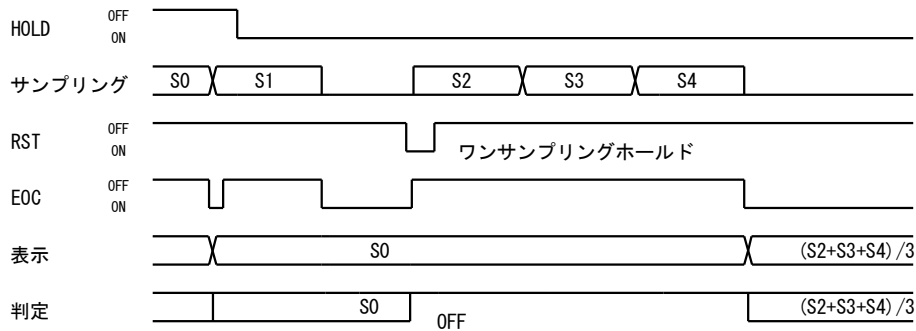 HOLD OFF
ON
サンプリング S0 S1 S2 S3 S4
RST OFF
ON
ワンサンプリングホールド
EOC OFF
ON
表示 S0 (S2+S3+S4)/3
判定 S0 OFF (S2+S3+S4)/3